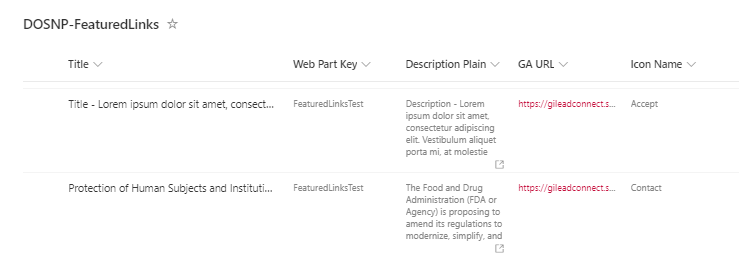 DOSNP-FeaturedLinks
Title Web Part Key Description Plain GA URL Icon Name
Title - Lorem ipsum dolor sit amet, consect... FeaturedLinksTest Description - Lorem https://gileadconnect.s... Accept
ipsum dolor sit amet,
consectetur adipiscing
elit. Vestibulum aliquet
porta mi, at molestie
Protection of Human Subjects and Instituti... FeaturedLinksTest The Food and Drug https://gileadconnect.s... Contact
Administration (FDA or
Agency) is proposing to
amend its regulations to
modernize, simplify, and